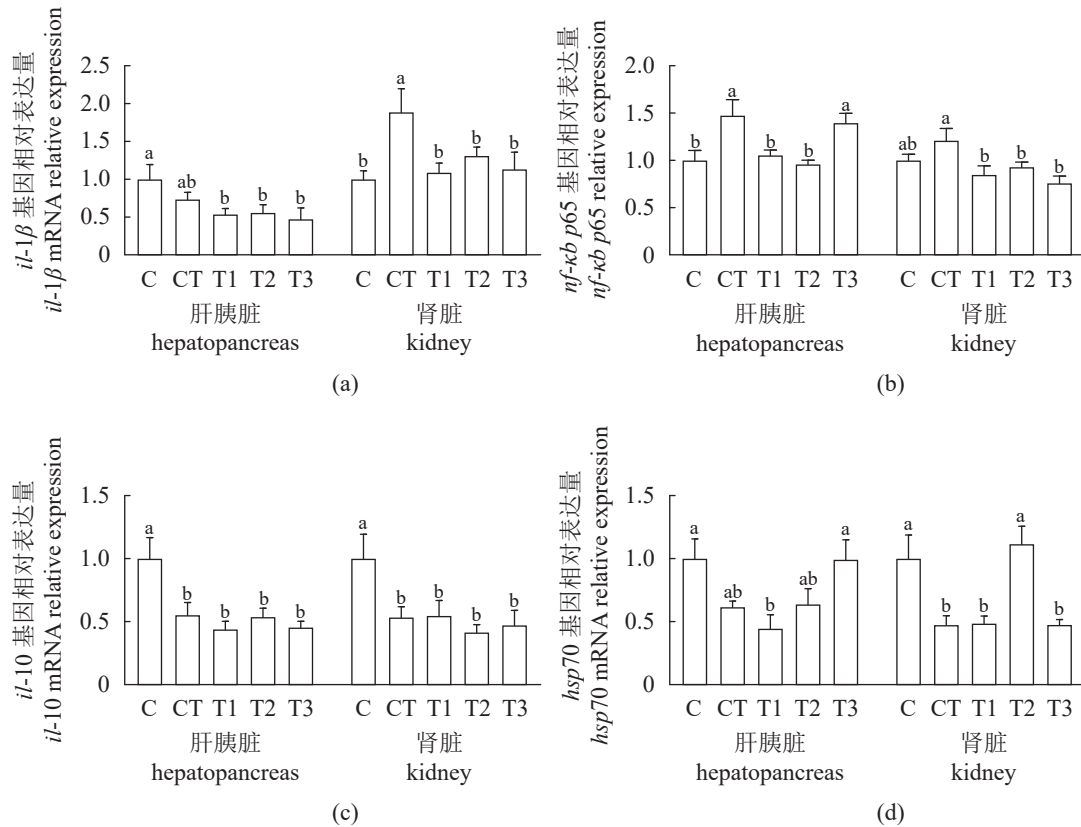 il-1β 基因相对表达量
il-1β mRNA relative expression
2.5
2.0
1.5
1.0
0.5
0
a
ab
b
b
b
b
a
b
b
b
C CT T1 T2 T3
C CT T1 T2 T3
肝胰脏
hepatopancreas
肾脏
kidney
(a)
nf-κb p65 基因相对表达量
nf-κb p65 relative expression
2.0
1.5
1.0
0.5
0
b
a
b
b
a
ab
a
b
b
b
C CT T1 T2 T3
C CT T1 T2 T3
肝胰脏
hepatopancreas
肾脏
kidney
(b)
il-10 基因相对表达量
il-10 mRNA relative expression
1.5
1.0
0.5
0
a
b
b
b
b
a
b
b
b
b
C CT T1 T2 T3
C CT T1 T2 T3
肝胰脏
hepatopancreas
肾脏
kidney
(c)
hsp70 基因相对表达量
hsp70 mRNA relative expression
1.5
1.0
0.5
0
a
ab
b
ab
a
a
b
b
a
b
C CT T1 T2 T3
C CT T1 T2 T3
肝胰脏
hepatopancreas
肾脏
kidney
(d)